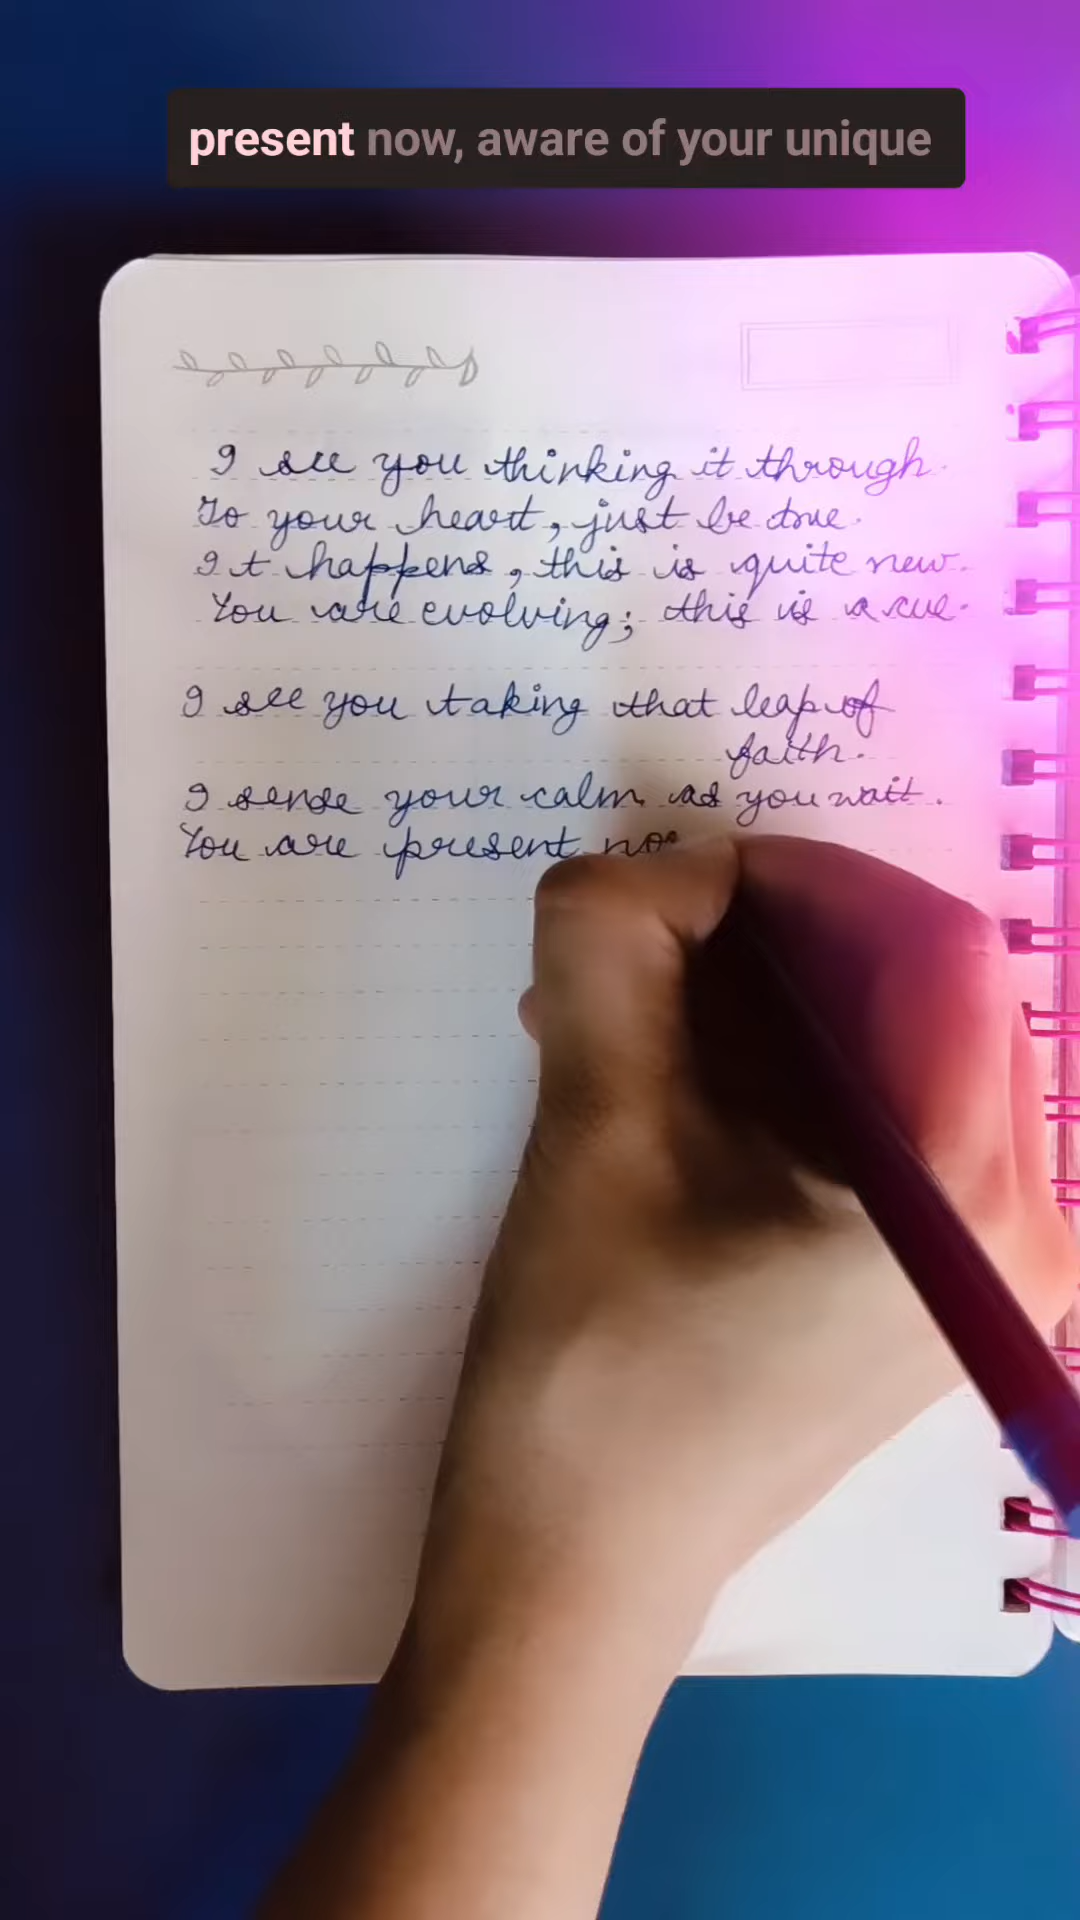 present now, aware of your unique
I see you thinking it through.
To your heart, just be true.
It happens, this is quite new.
You are evolving; this is a cue.
I see you taking that leap of
faith.
I sense your calm as you wait.
You are present no